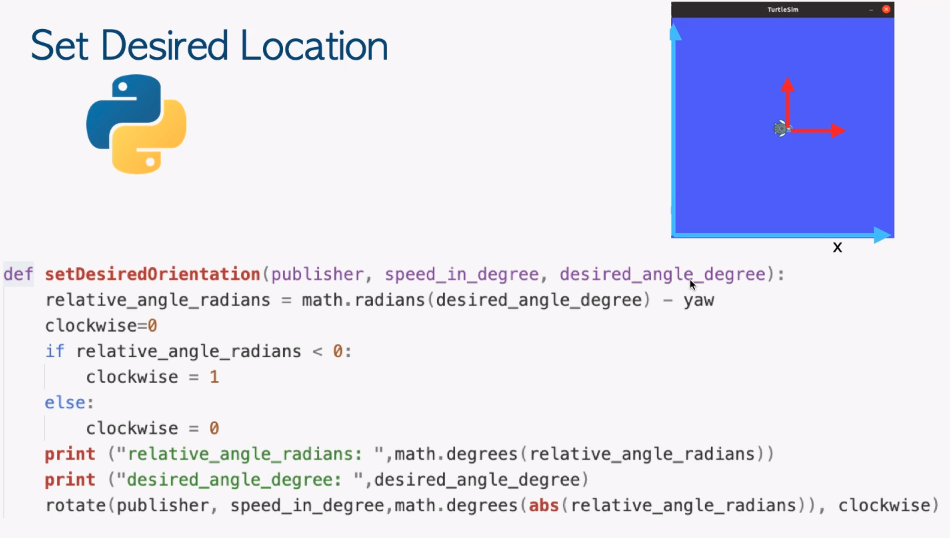 Set Desired Location
TurtleSim
x
def setDesiredOrientation(publisher, speed_in_degree, desired_angle_degree):
    relative_angle_radians = math.radians(desired_angle_degree) - yaw
    clockwise=0
    if relative_angle_radians < 0:
        clockwise = 1
    else:
        clockwise = 0
    print ("relative_angle_radians: ",math.degrees(relative_angle_radians))
    print ("desired_angle_degree: ",desired_angle_degree)
    rotate(publisher, speed_in_degree,math.degrees(abs(relative_angle_radians)), clockwise)